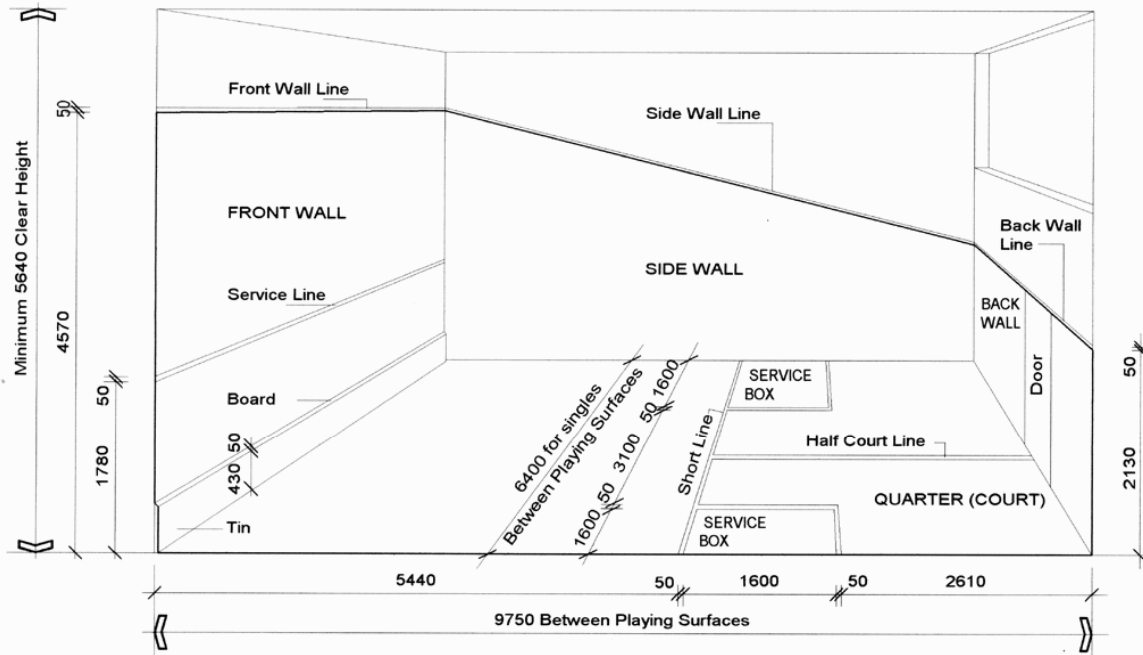 Front Wall Line
50
Side Wall Line
Minimum 5640 Clear Height
FRONT WALL
Back Wall
Line
SIDE WALL
Service Line
BACK
WALL
4570
50
Door
50
6400 for singles
Between Playing Surfaces
1600
50
3100
50
1600
SERVICE
BOX
Board
50
430
Short Line
Half Court Line
1780
2130
QUARTER (COURT)
Tin
SERVICE
BOX
5440
50
1600
50
2610
9750 Between Playing Surfaces